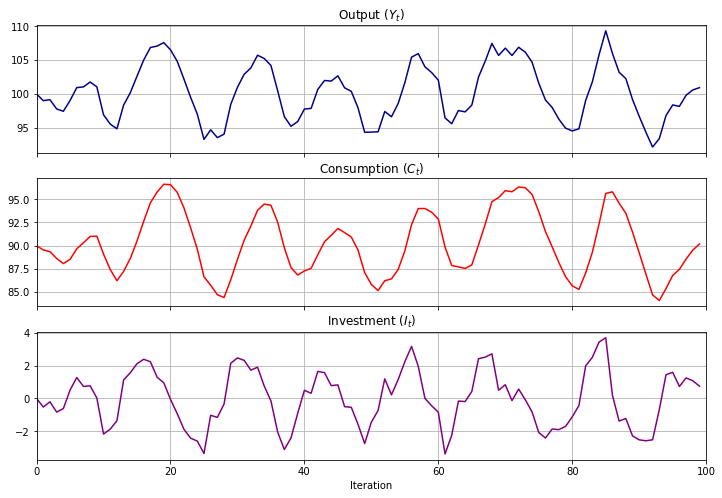 Output (Y_t)
110
105
100
95
Consumption (C_t)
95.0
92.5
90.0
87.5
85.0
Investment (I_t)
4
2
0
−2
0 20 40 60 80 100
Iteration